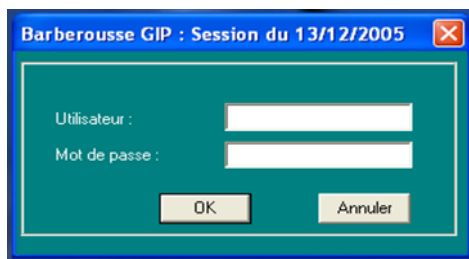 Barberousse GIP : Session du 13/12/2005
Utilisateur :
Mot de passe :
OK
Annuler